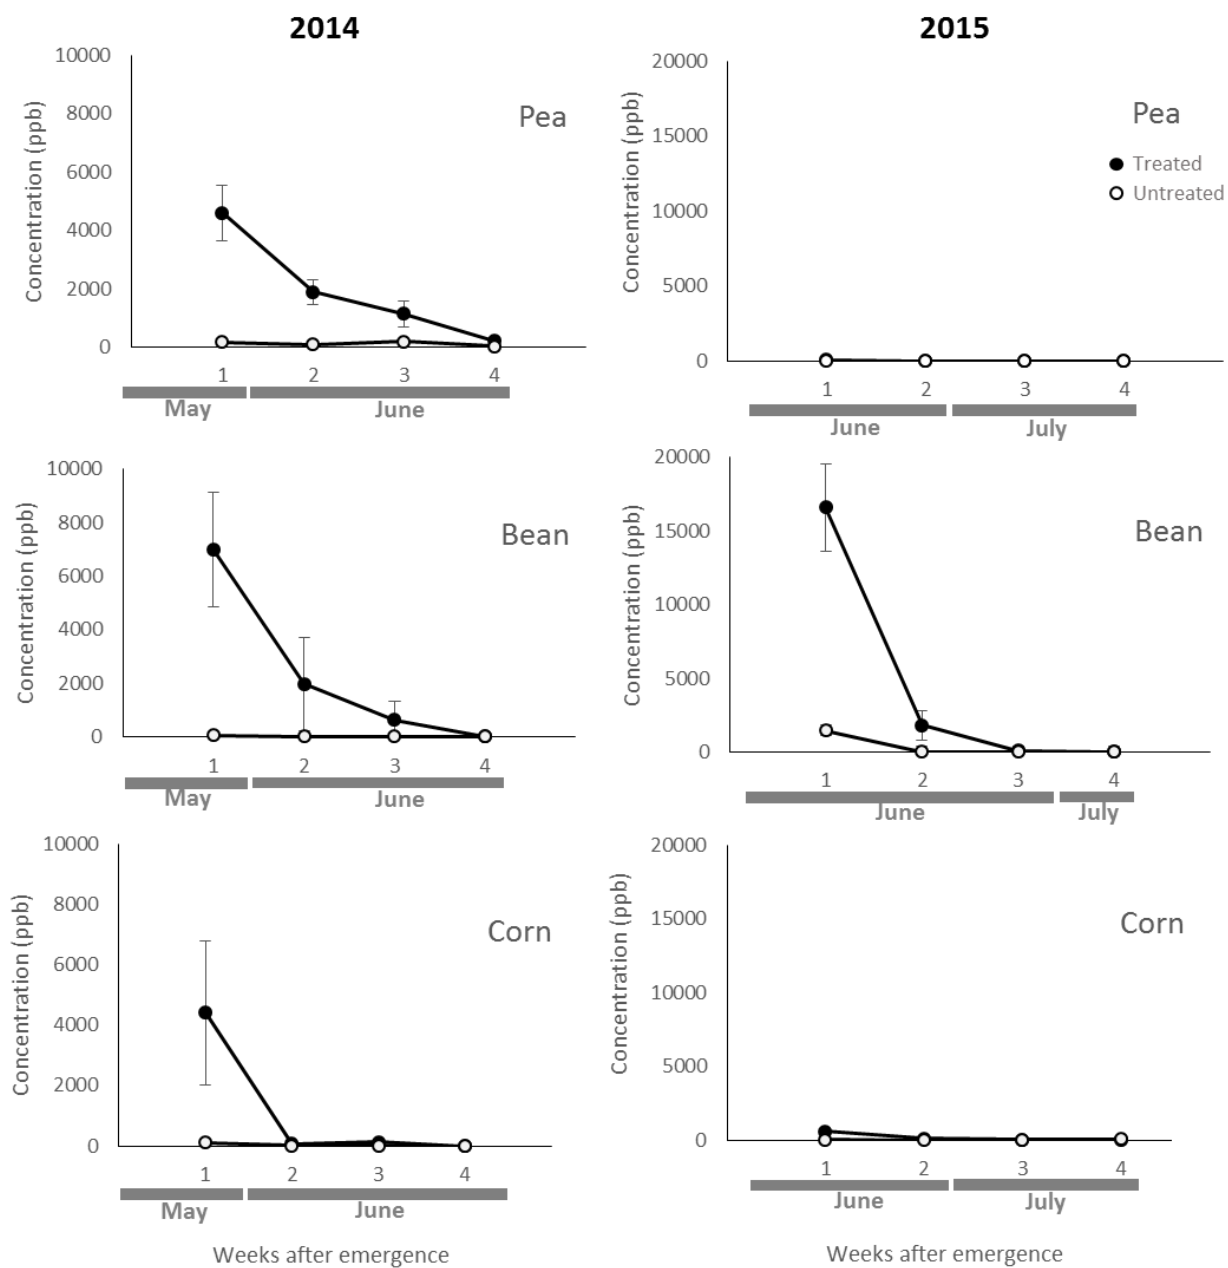 2014
10000
8000
6000
4000
2000
0
Concentration (ppb)
Pea
1 2 3 4
May June
2015
20000
15000
10000
5000
0
Concentration (ppb)
Pea
Treated
Untreated
1 2 3 4
June July
10000
8000
6000
4000
2000
0
Concentration (ppb)
Bean
1 2 3 4
May June
20000
15000
10000
5000
0
Concentration (ppb)
Bean
1 2 3 4
June July
10000
8000
6000
4000
2000
0
Concentration (ppb)
Corn
1 2 3 4
May June
Weeks after emergence
20000
15000
10000
5000
0
Concentration (ppb)
Corn
1 2 3 4
June July
Weeks after emergence